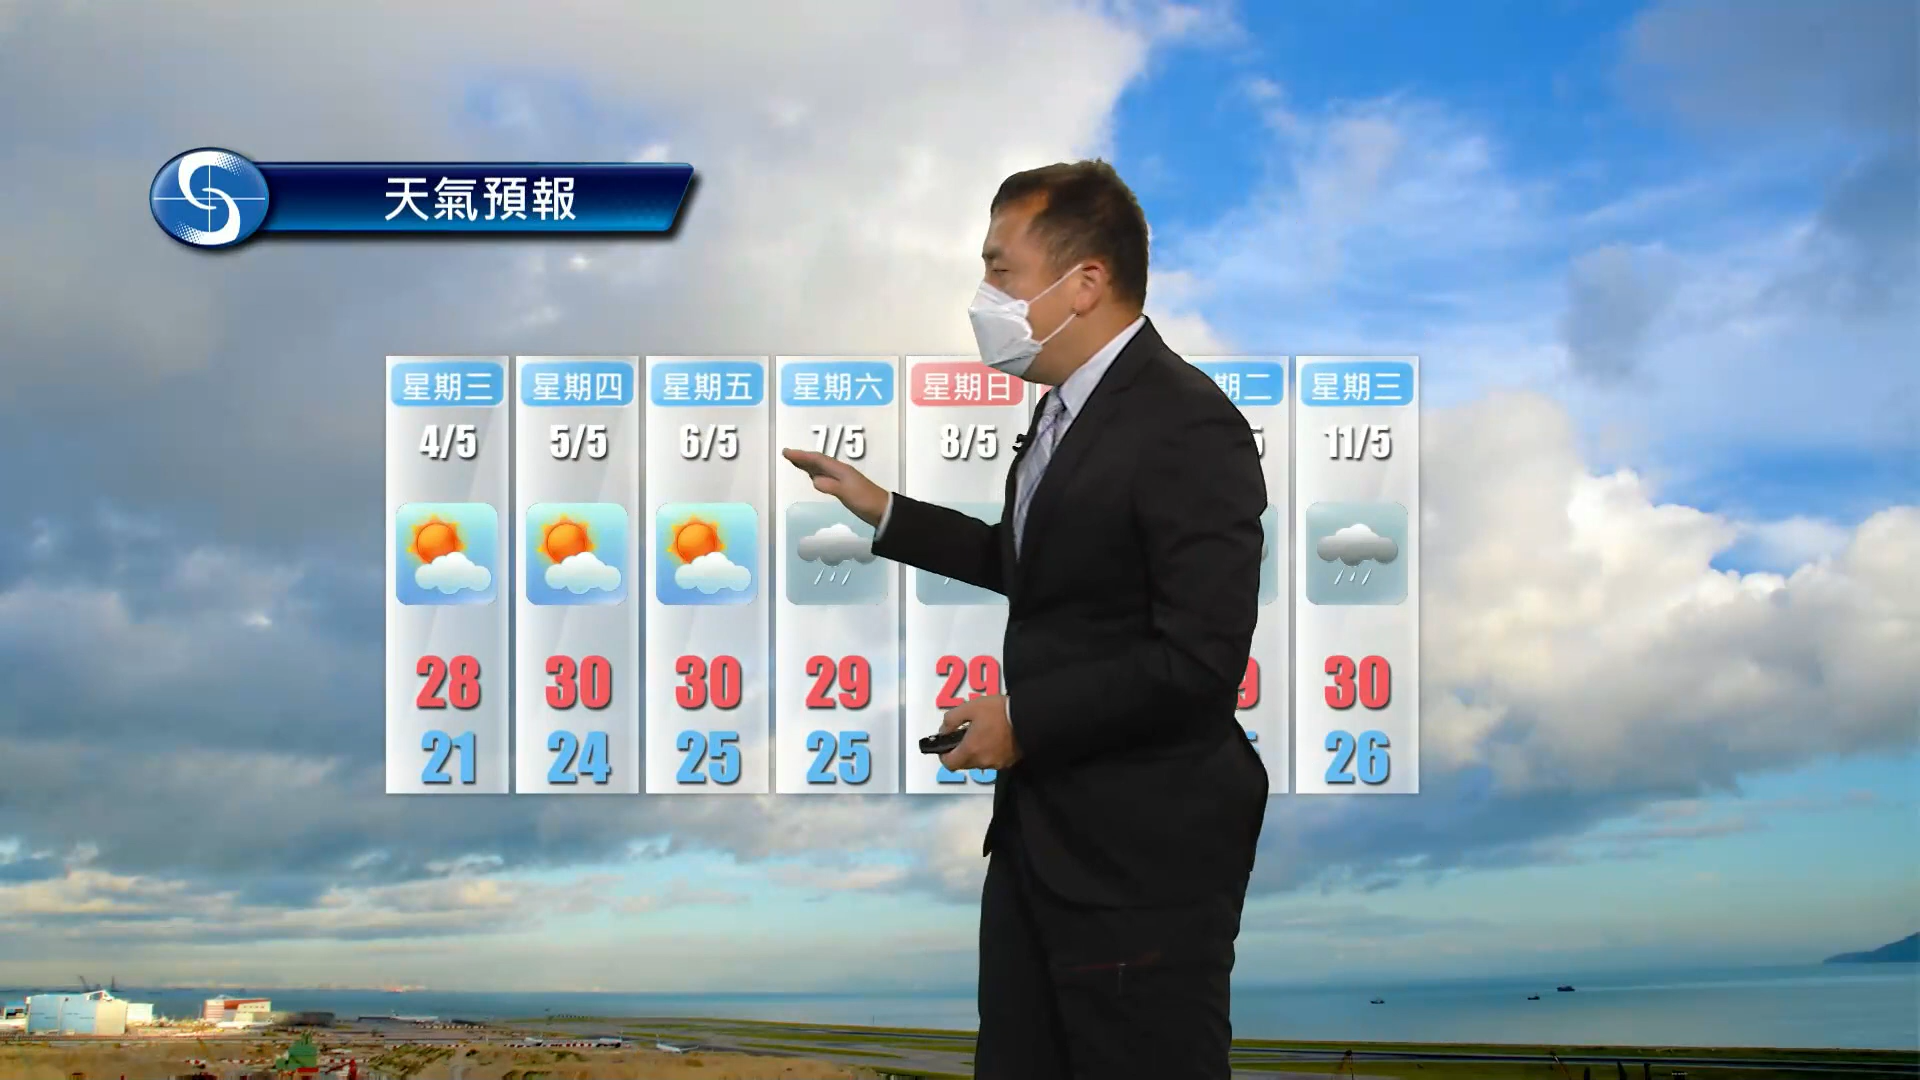 天氣預報
星期三 星期四 星期五 星期六 星期日 期二 星期三
4/5 5/5 6/5 7/5 8/5 11/5
28 30 30 29 29 9 30
21 24 25 25 26